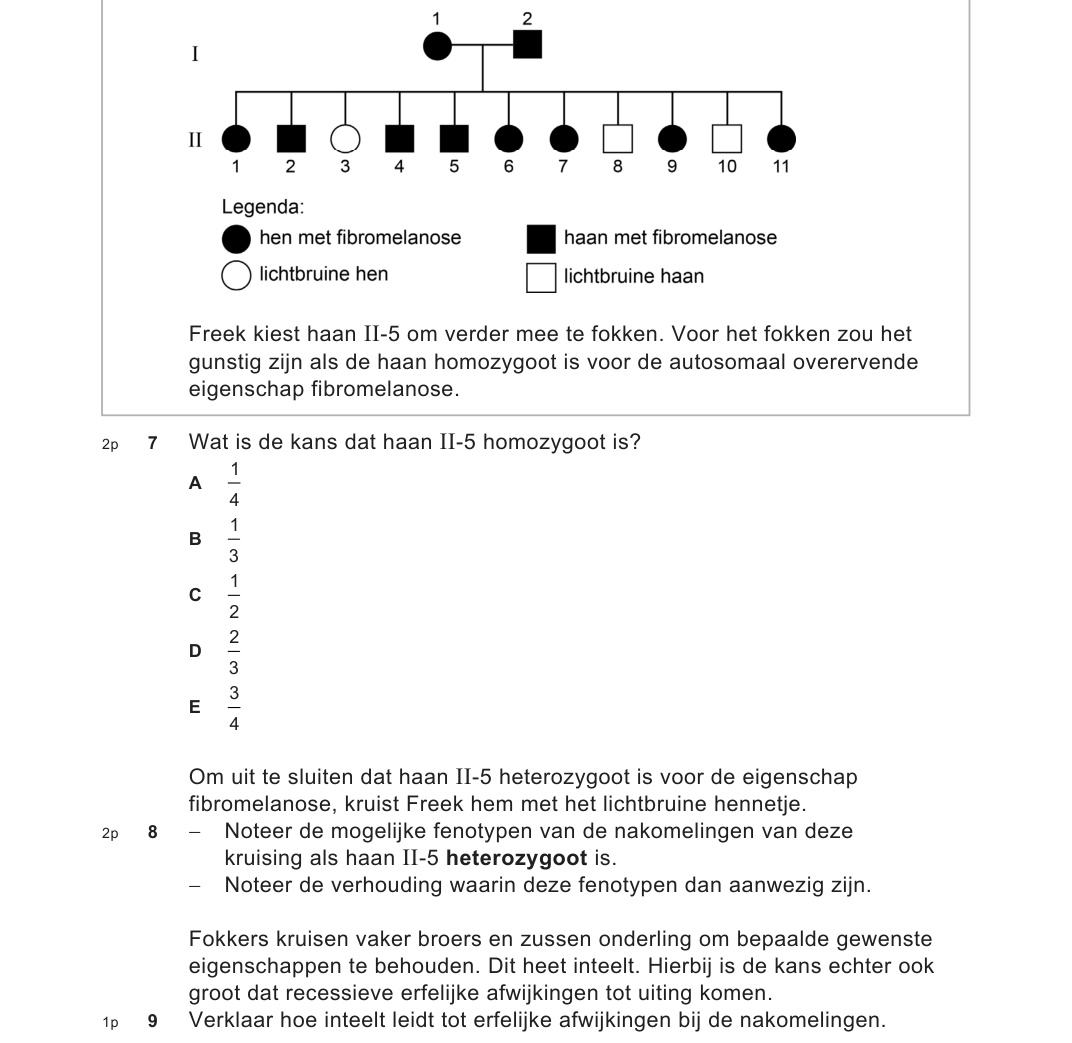 1 2
I
II
1 2 3 4 5 6 7 8 9 10 11
Legenda:
hen met fibromelanose haan met fibromelanose
lichtbruine hen lichtbruine haan
Freek kiest haan II-5 om verder mee te fokken. Voor het fokken zou het
gunstig zijn als de haan homozygoot is voor de autosomaal overervende
eigenschap fibromelanose.
2p 7 Wat is de kans dat haan II-5 homozygoot is?
A 1/4
B 1/3
C 1/2
D 2/3
E 3/4
Om uit te sluiten dat haan II-5 heterozygoot is voor de eigenschap
fibromelanose, kruist Freek hem met het lichtbruine hennetje.
2p 8 – Noteer de mogelijke fenotypen van de nakomelingen van deze
kruising als haan II-5 heterozygoot is.
– Noteer de verhouding waarin deze fenotypen dan aanwezig zijn.
Fokkers kruisen vaker broers en zussen onderling om bepaalde gewenste
eigenschappen te behouden. Dit heet inteelt. Hierbij is de kans echter ook
groot dat recessieve erfelijke afwijkingen tot uiting komen.
1p 9 Verklaar hoe inteelt leidt tot erfelijke afwijkingen bij de nakomelingen.